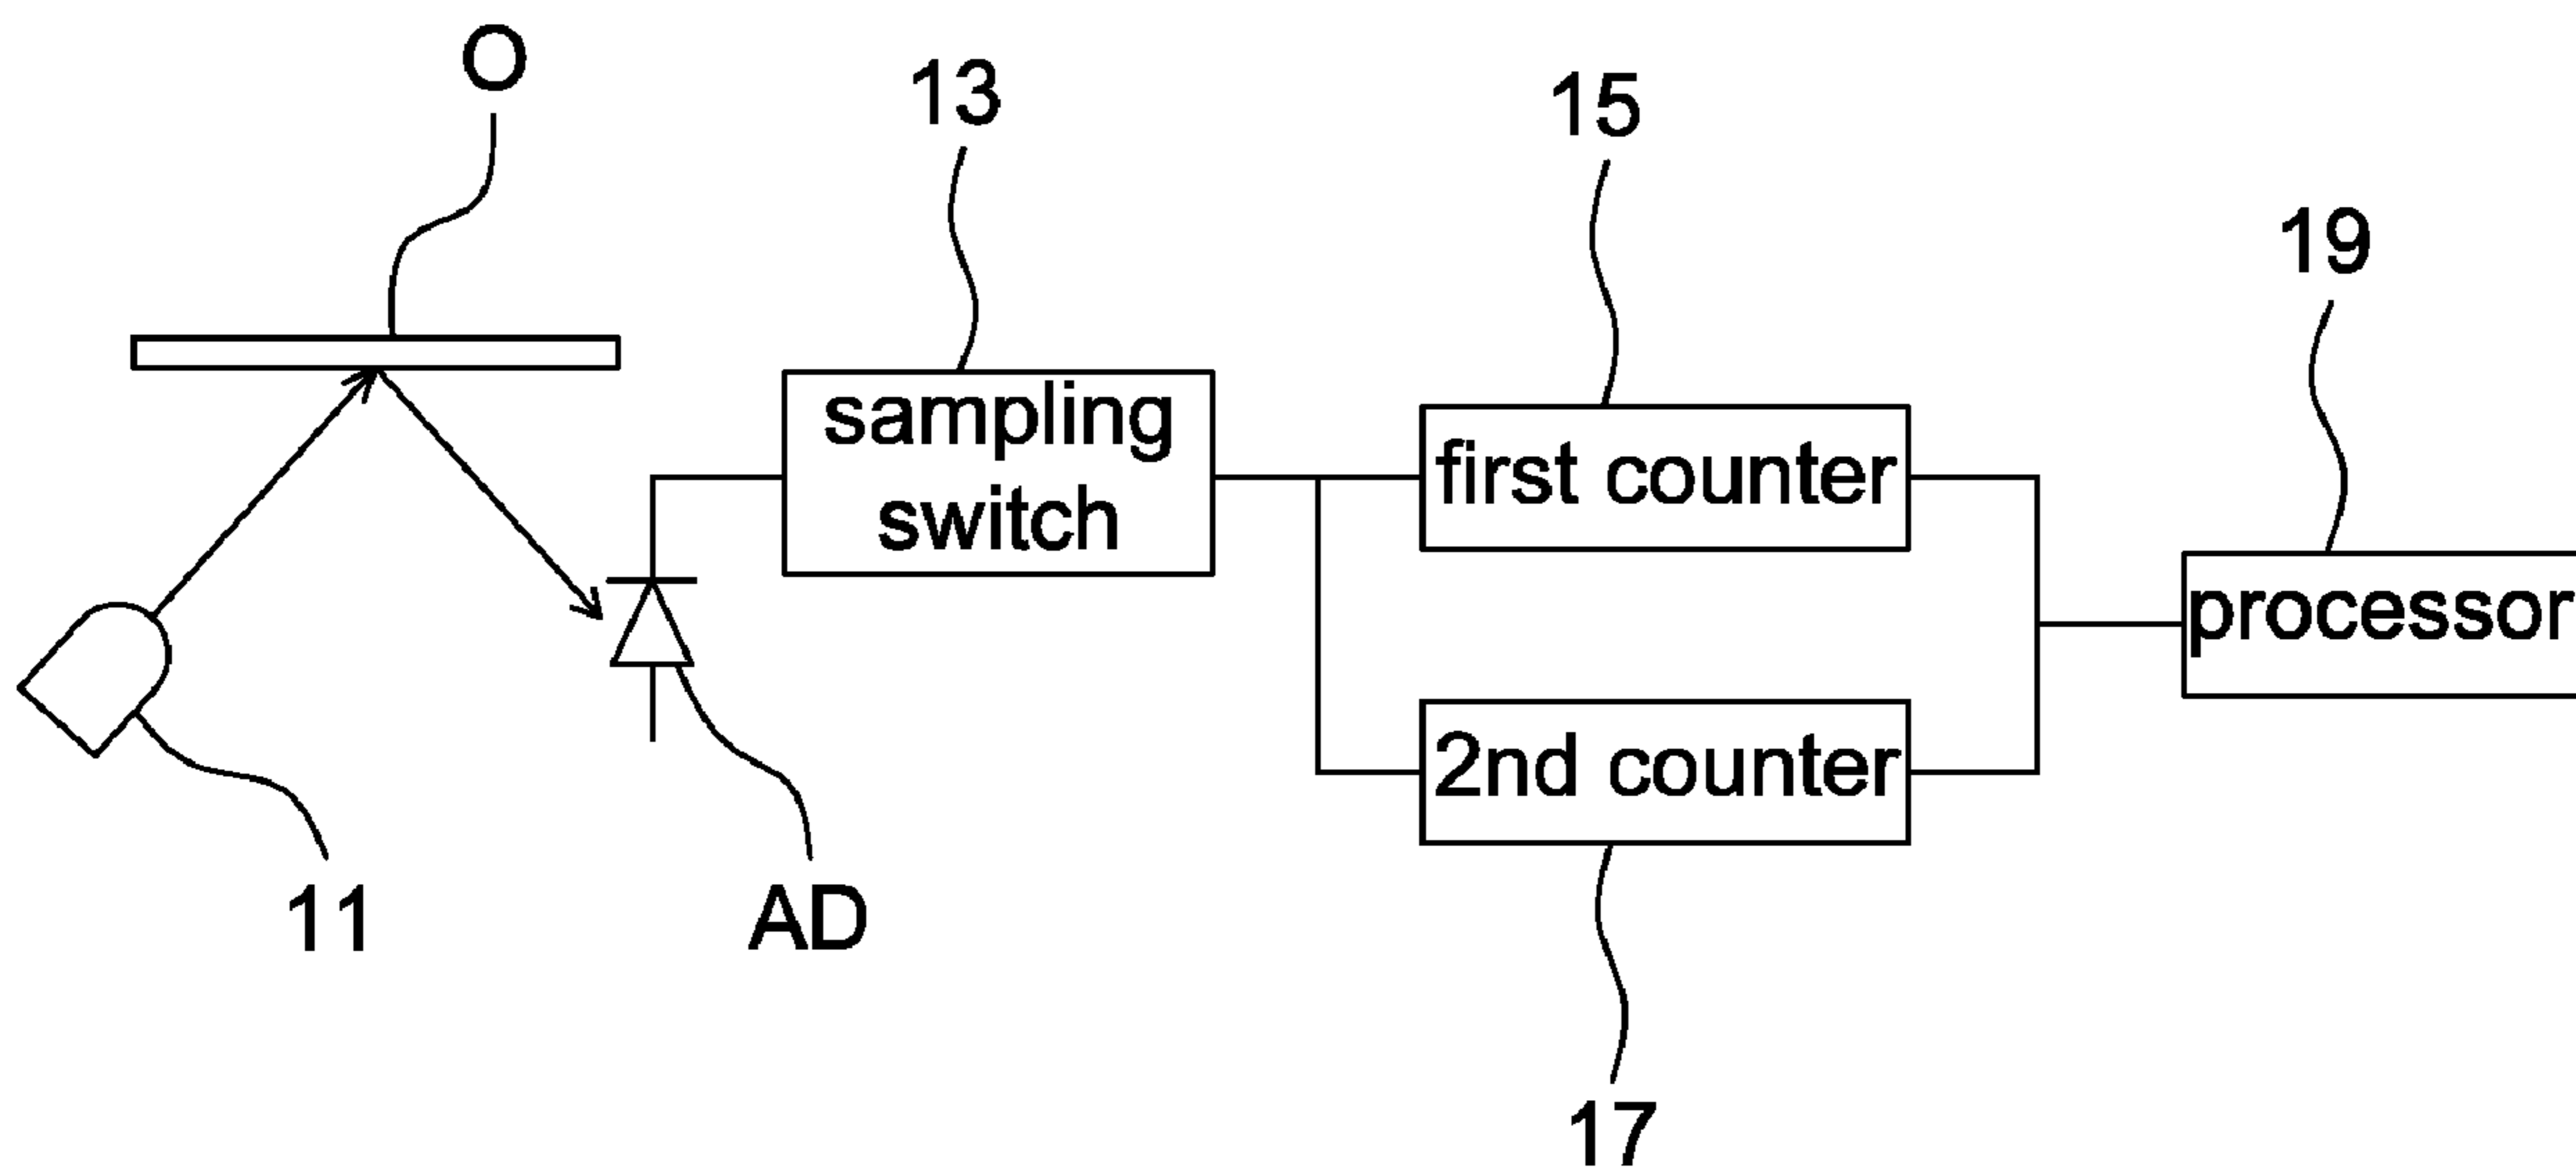 O
13
15
19
sampling
switch
first counter
processor
2nd counter
11
AD
17